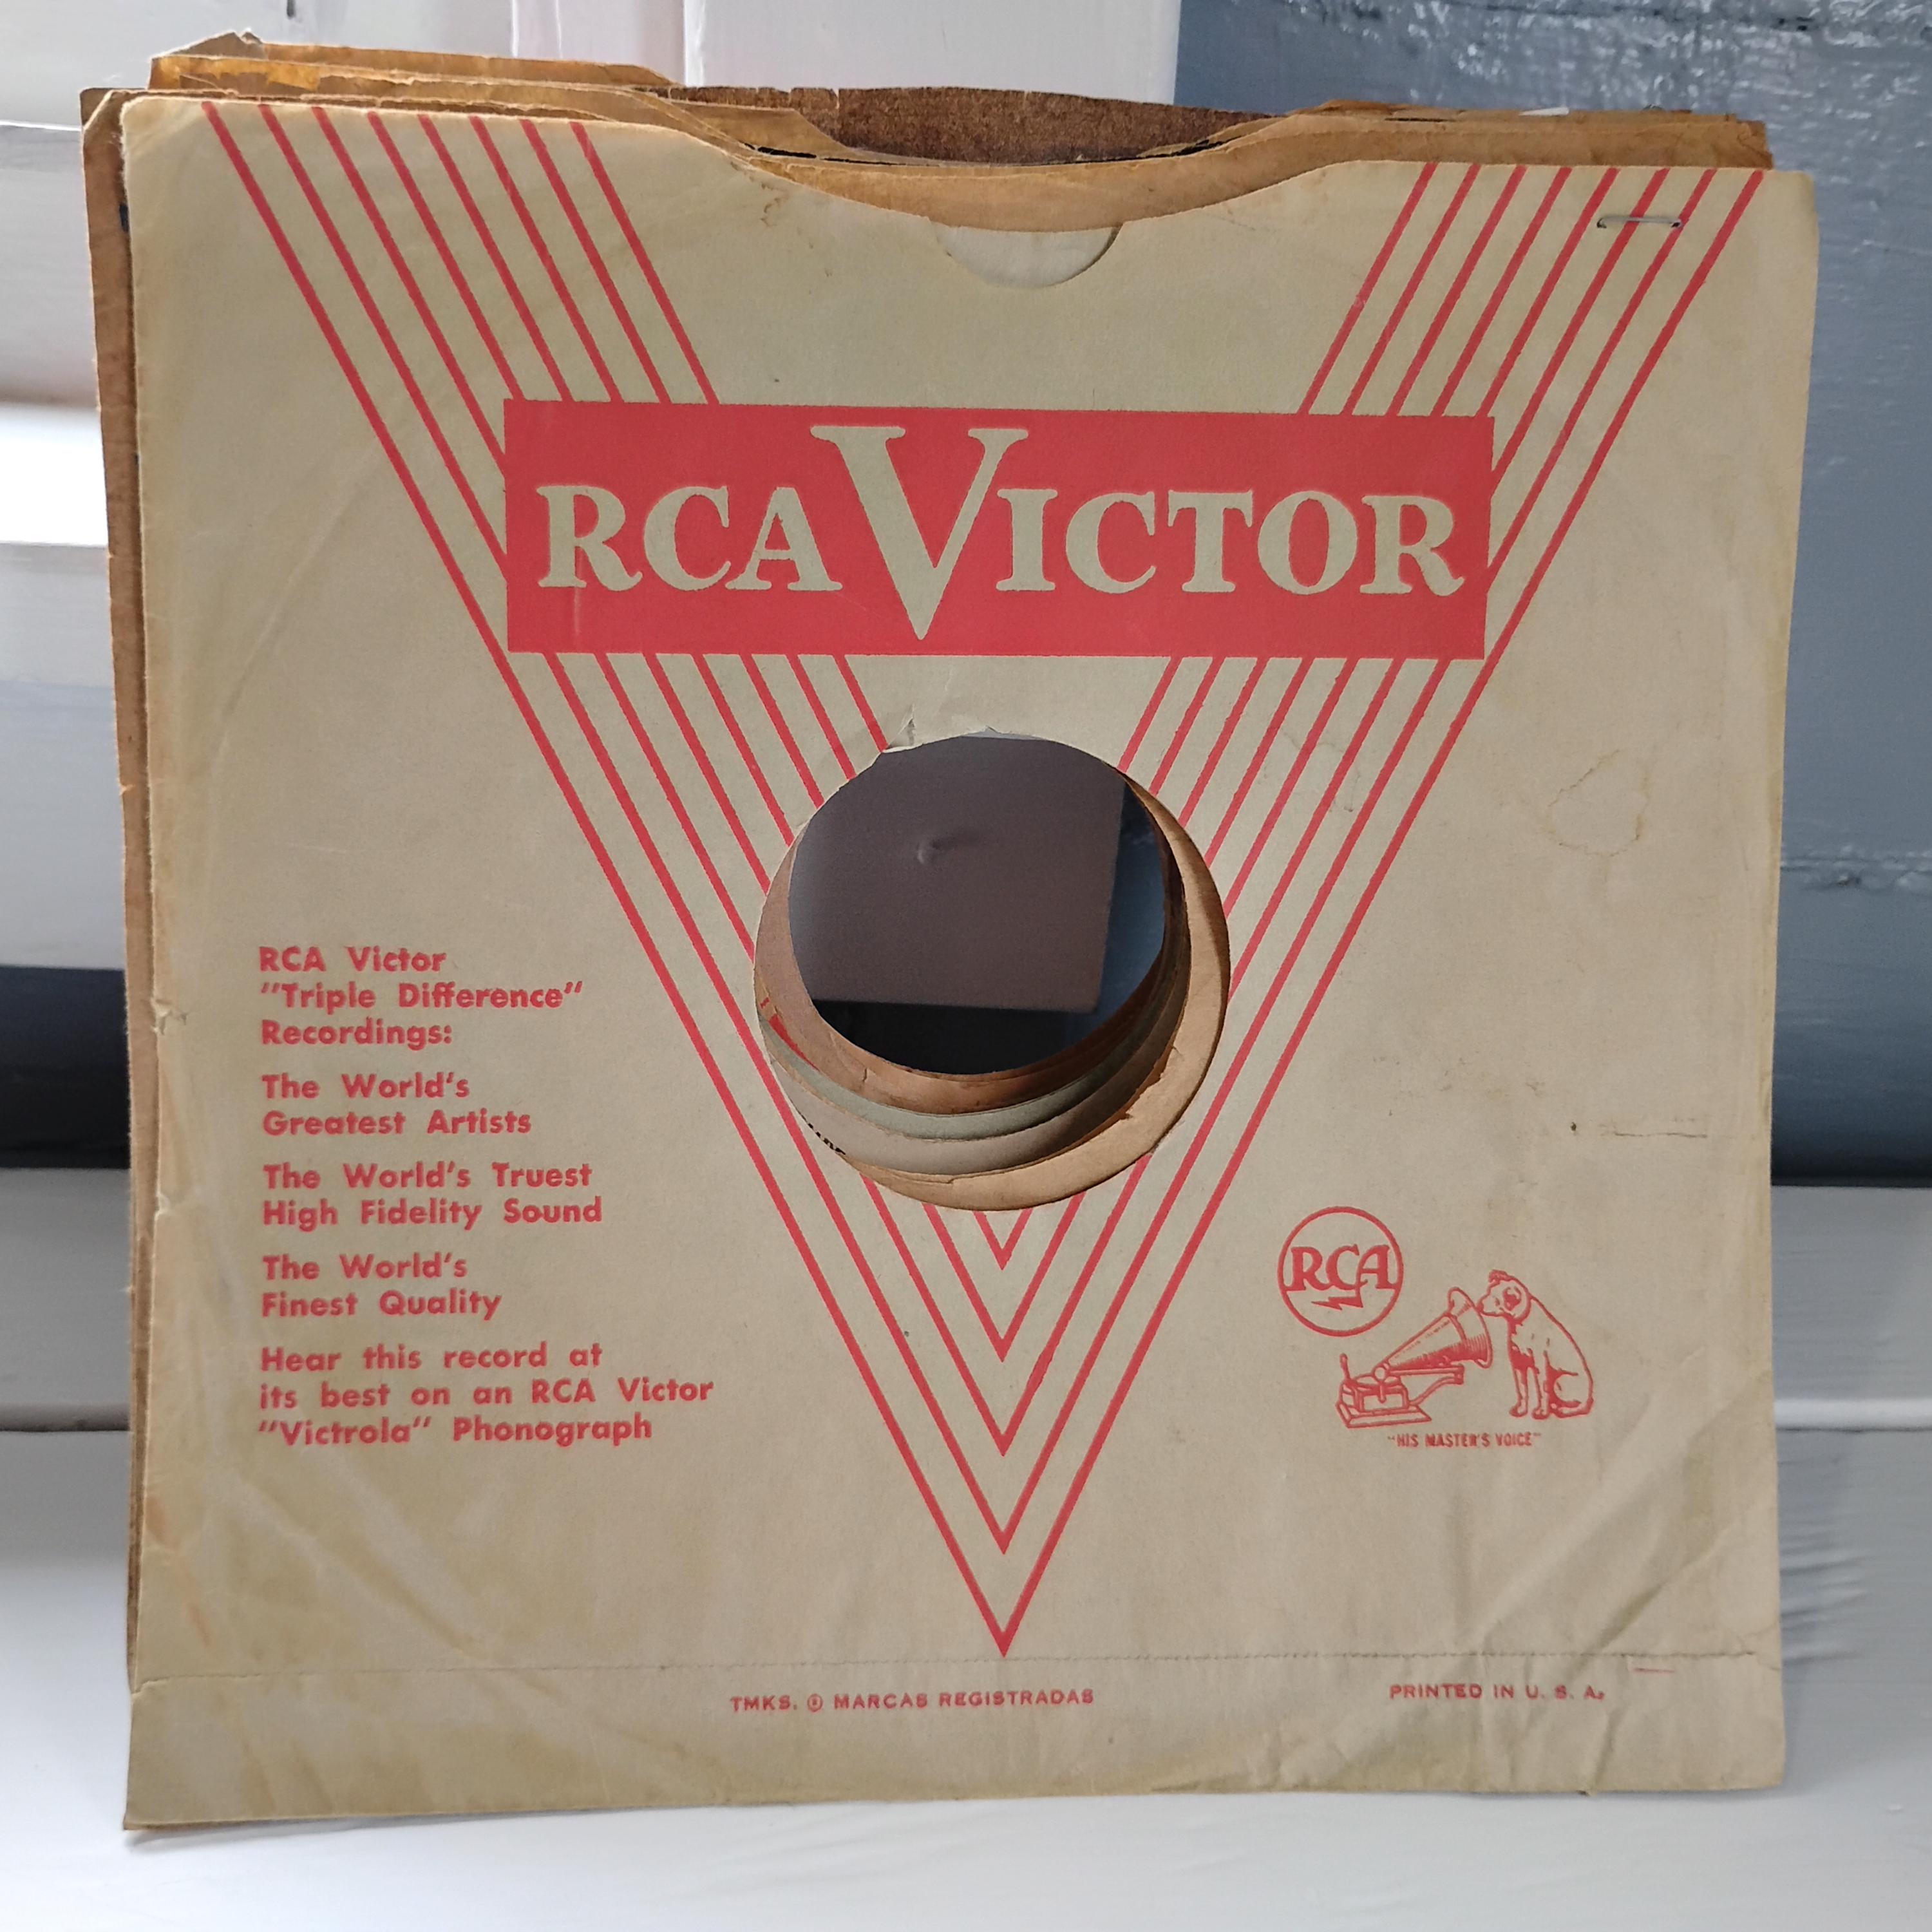 RCA VICTOR
RCA Victor
"Triple Difference"
Recordings:
The World's
Greatest Artists
The World's Truest
High Fidelity Sound
The World's
Finest Quality
Hear this record at
its best on an RCA Victor
"Victrola" Phonograph
RCA
"HIS MASTER'S VOICE"
TMKS. ® MARCAS REGISTRADAS
PRINTED IN U. S. A.